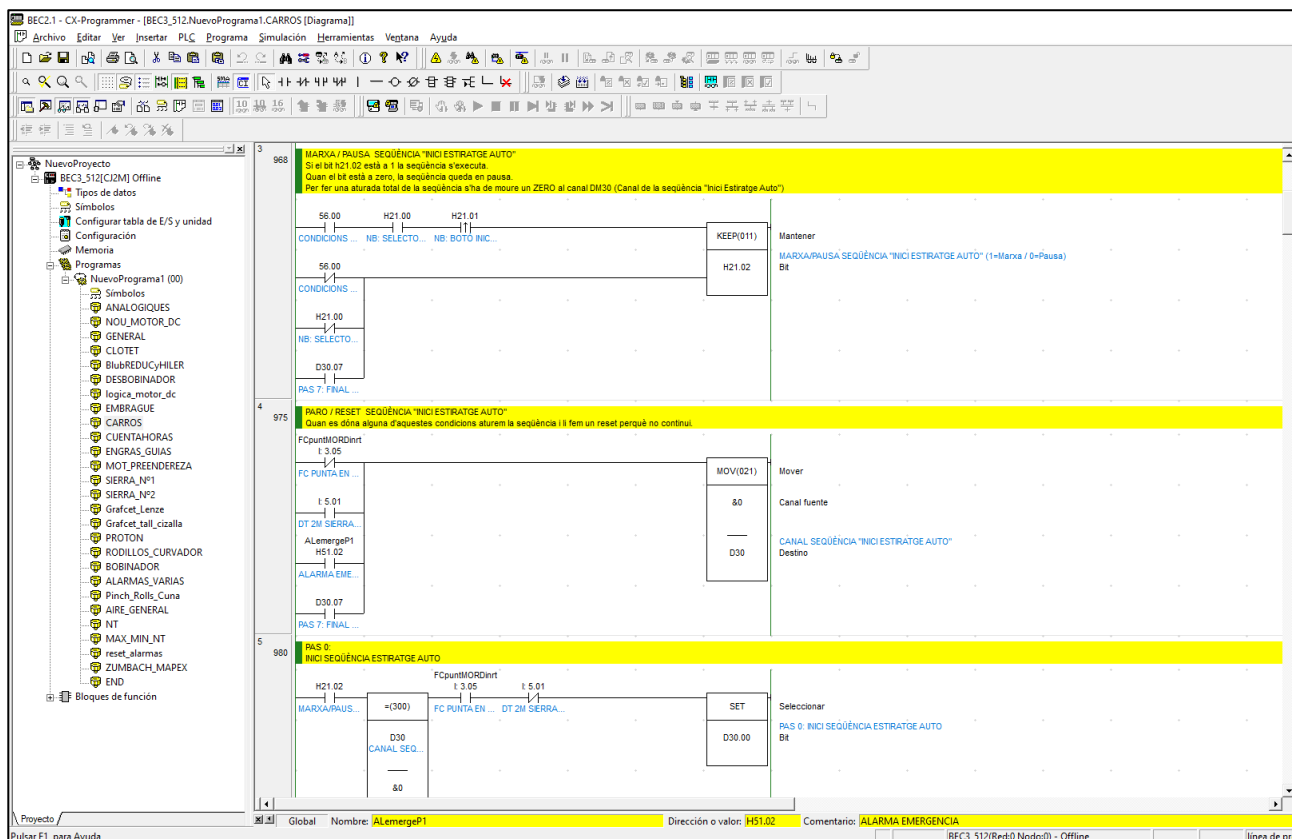 BEC2.1 - CX-Programmer - [BEC3_512.NuevoPrograma1.CARROS [Diagrama]]
Archivo Editar Ver Insertar PLC Programa Simulación Herramientas Ventana Ayuda
NuevoProyecto
BEC3_512[CJ2M] Offline
Tipos de datos
Símbolos
Configurar tabla de E/S y unidad
Configuración
Memoria
Programas
NuevoPrograma1 (00)
Símbolos
ANALOGIQUES
NOU_MOTOR_DC
GENERAL
CLOTET
BlubREDUCyHILER
DESBOBINADOR
logica_motor_dc
EMBRAGUE
CARROS
CUENTAHORAS
ENGRAS_GUIAS
MOT_PREENDEREZA
SIERRA_Nº1
SIERRA_Nº2
Grafcet_Lenze
Grafcet_tall_cizalla
PROTON
RODILLOS_CURVADOR
BOBINADOR
ALARMAS_VARIAS
Pinch_Rolls_Cuna
AIRE_GENERAL
NT
MAX_MIN_NT
reset_alarmas
ZUMBACH_MAPEX
END
Bloques de función
Proyecto
3
968
MARXA / PAUSA SEQÜÈNCIA "INICI ESTIRATGE AUTO"
Si el bit h21.02 està a 1 la seqüència s'executa.
Quan el bit està a zero, la seqüència queda en pausa.
Per fer una aturada total de la seqüència s'ha de moure un ZERO al canal DM30 (Canal de la seqüència "Inici Estiratge Auto")
56.00 H21.00 H21.01
CONDICIONS ... NB: SELECTO... NB: BOTÓ INIC...
KEEP(011) Mantener
MARXA/PAUSA SEQÜÈNCIA "INICI ESTIRATGE AUTO" (1=Marxa / 0=Pausa)
H21.02 Bit
56.00
CONDICIONS ...
H21.00
NB: SELECTO...
D30.07
PAS 7: FINAL ...
4
975
PARO / RESET SEQÜÈNCIA "INICI ESTIRATGE AUTO"
Quan es dóna alguna d'aquestes condicions aturem la seqüència i li fem un reset perquè no continui.
FCpuntMORDinrt
I: 3.05
FC PUNTA EN ...
MOV(021) Mover
&0 Canal fuente
CANAL SEQÜÈNCIA "INICI ESTIRATGE AUTO"
D30 Destino
I: 5.01
DT 2M SIERRA...
ALemergeP1
H51.02
ALARMA EME...
D30.07
PAS 7: FINAL ...
5
980
PAS 0:
INICI SEQÜÈNCIA ESTIRATGE AUTO
FCpuntMORDinrt
H21.02 I: 3.05 I: 5.01
MARXA/PAUS... =(300) FC PUNTA EN ... DT 2M SIERRA...
SET Seleccionar
PAS 0: INICI SEQÜÈNCIA ESTIRATGE AUTO
D30.00 Bit
D30
CANAL SEQ...
&0
Global Nombre: ALemergeP1 Dirección o valor: H51.02 Comentario: ALARMA EMERGENCIA
Pulsar F1 para Ayuda
BEC3_512(Red:0,Nodo:0) - Offline
línea de pr